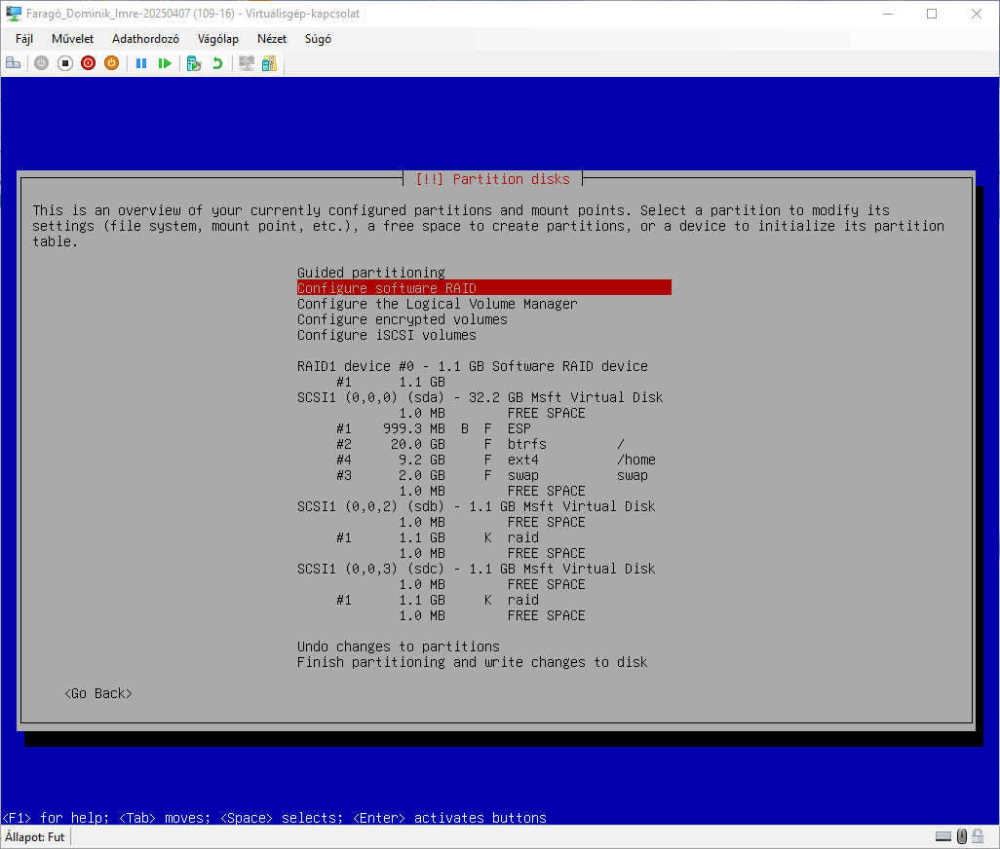 Faragó_Dominik_Imre-20250407 (109-16) - Virtuálisgép-kapcsolat
Fájl Művelet Adathordozó Vágólap Nézet Súgó
[!!] Partition disks
This is an overview of your currently configured partitions and mount points. Select a partition to modify its
settings (file system, mount point, etc.), a free space to create partitions, or a device to initialize its partition
table.
Guided partitioning
Configure software RAID
Configure the Logical Volume Manager
Configure encrypted volumes
Configure iSCSI volumes
RAID1 device #0 - 1.1 GB Software RAID device
#1 1.1 GB
SCSI1 (0,0,0) (sda) - 32.2 GB Msft Virtual Disk
1.0 MB FREE SPACE
#1 999.3 MB B F ESP
#2 20.0 GB F btrfs /
#4 9.2 GB F ext4 /home
#3 2.0 GB F swap swap
1.0 MB FREE SPACE
SCSI1 (0,0,2) (sdb) - 1.1 GB Msft Virtual Disk
1.0 MB FREE SPACE
#1 1.1 GB K raid
1.0 MB FREE SPACE
SCSI1 (0,0,3) (sdc) - 1.1 GB Msft Virtual Disk
1.0 MB FREE SPACE
#1 1.1 GB K raid
1.0 MB FREE SPACE
Undo changes to partitions
Finish partitioning and write changes to disk
<Go Back>
<F1> for help; <Tab> moves; <Space> selects; <Enter> activates buttons
Állapot: Fut